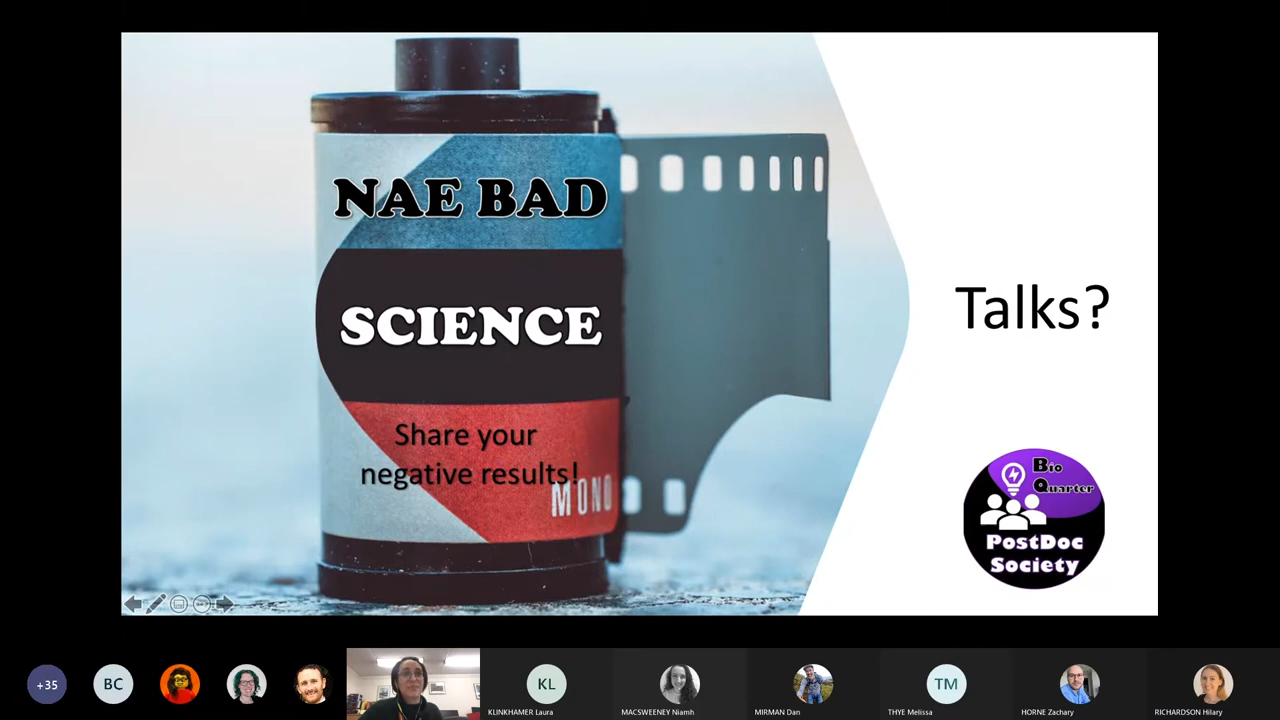 NAE BAD
SCIENCE
Share your
negative results!
MONO
Talks?
Bio
Quarter
PostDoc
Society
+35
BC
KL
KLINKHAMER Laura
MACSWEENEY Niamh
MIRMAN Dan
TM
THYE Melissa
HORNE Zachary
RICHARDSON Hilary